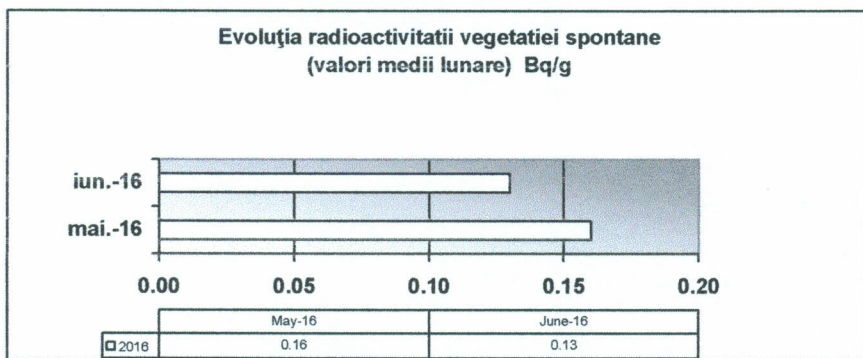 Evoluţia radioactivitatii vegetatiei spontane
(valori medii lunare) Bq/g
iun.-16
mai.-16
0.00 0.05 0.10 0.15 0.20
May-16 June-16
2016 0.16 0.13